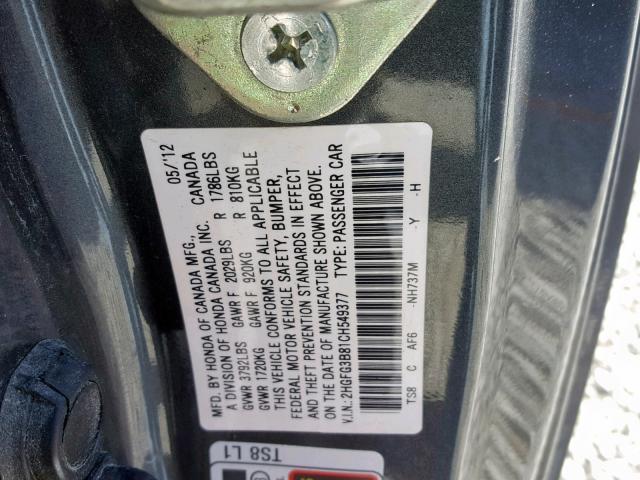 MFD. BY HONDA OF CANADA MFG., 05/'12
A DIVISION OF HONDA CANADA INC. CANADA
GVWR 3792LBS GAWR F 2029LBS R 1786LBS
GVWR 1720KG GAWR F 920KG R 810KG
THIS VEHICLE CONFORMS TO ALL APPLICABLE
FEDERAL MOTOR VEHICLE SAFETY, BUMPER,
AND THEFT PREVENTION STANDARDS IN EFFECT
ON THE DATE OF MANUFACTURE SHOWN ABOVE.
V.I.N.: 2HGFG3B81CH549377 TYPE: PASSENGER CAR
TS8 C AF6 -NH737M -Y -H
TS8 L1